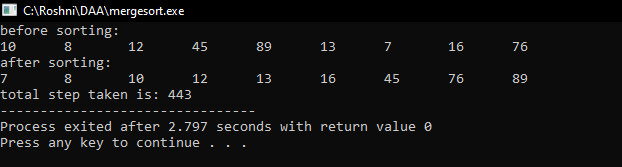 C:\Roshni\DAA\mergesort.exe
before sorting:
10 8 12 45 89 13 7 16 76
after sorting:
7 8 10 12 13 16 45 76 89
total step taken is: 443
--------------------------------
Process exited after 2.797 seconds with return value 0
Press any key to continue . . .